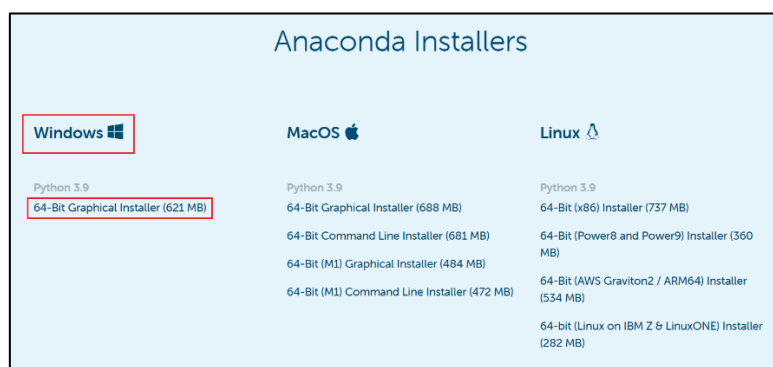 Anaconda Installers
Windows
Python 3.9
64-Bit Graphical Installer (621 MB)
MacOS
Python 3.9
64-Bit Graphical Installer (688 MB)
64-Bit Command Line Installer (681 MB)
64-Bit (M1) Graphical Installer (484 MB)
64-Bit (M1) Command Line Installer (472 MB)
Linux
Python 3.9
64-Bit (x86) Installer (737 MB)
64-Bit (Power8 and Power9) Installer (360
MB)
64-Bit (AWS Graviton2 / ARM64) Installer
(534 MB)
64-bit (Linux on IBM Z & LinuxONE) Installer
(282 MB)